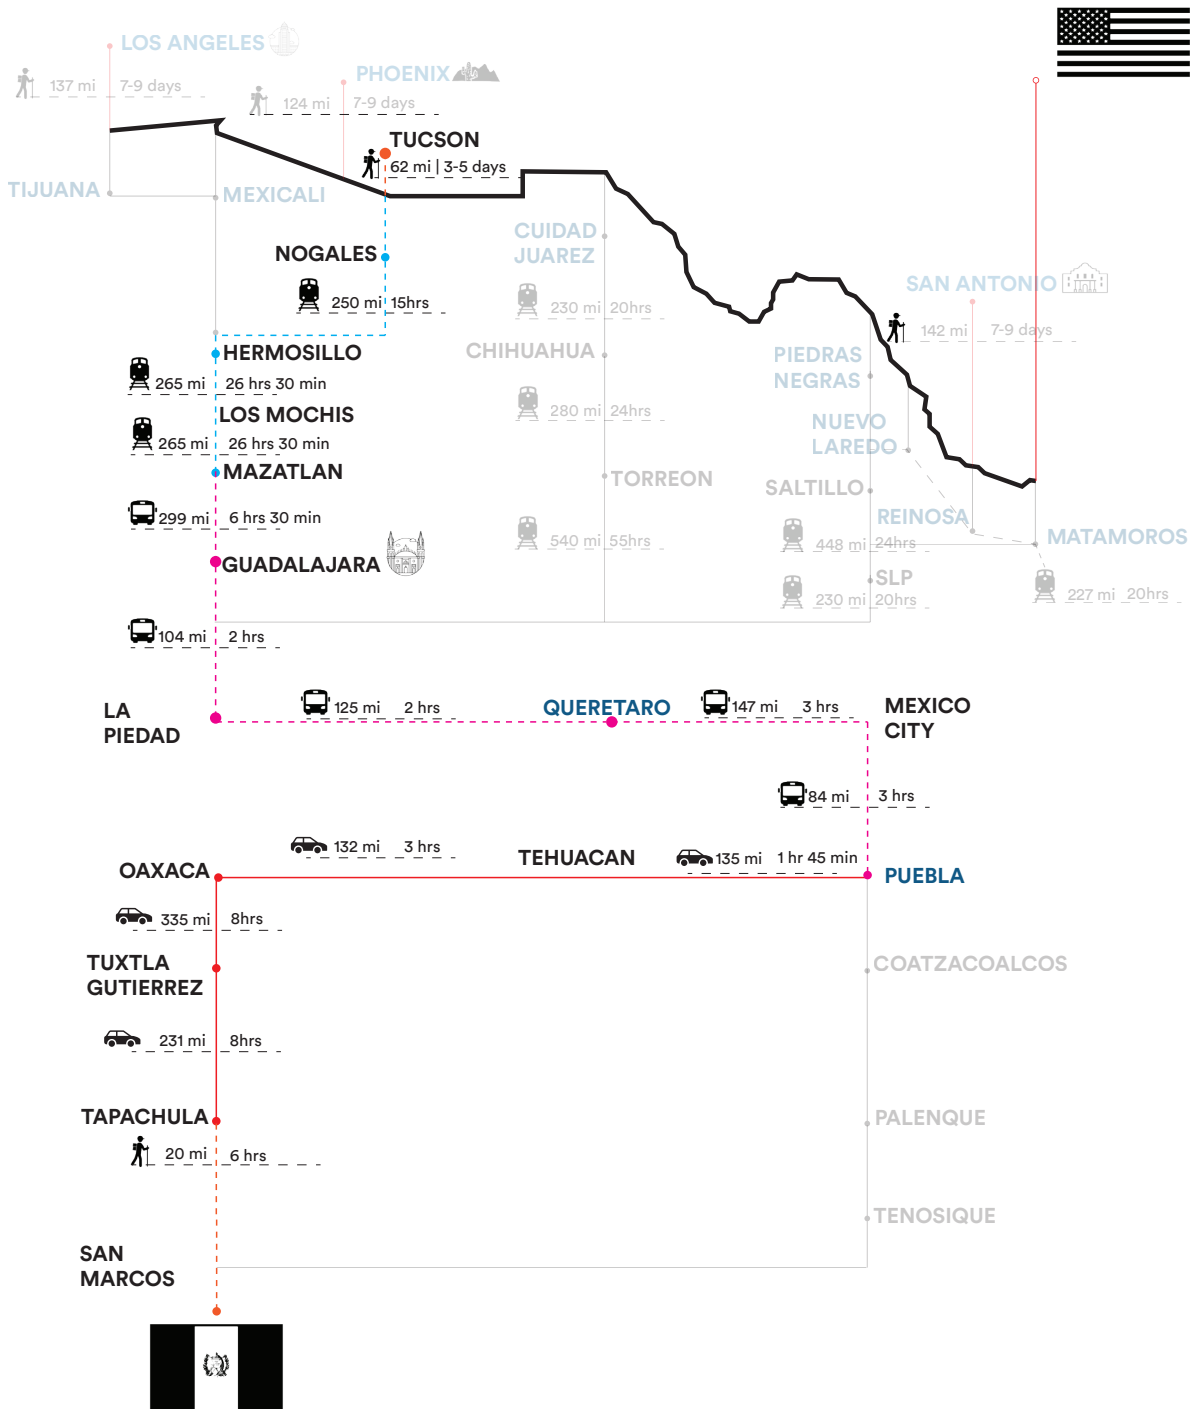 LOS ANGELES
137 mi 7-9 days
PHOENIX
124 mi 7-9 days
TUCSON
62 mi | 3-5 days
TIJUANA
MEXICALI
NOGALES
250 mi 15hrs
CUIDAD
JUAREZ
230 mi 20hrs
SAN ANTONIO
142 mi 7-9 days
HERMOSILLO
265 mi 26 hrs 30 min
CHIHUAHUA
280 mi 24hrs
PIEDRAS
NEGRAS
LOS MOCHIS
265 mi 26 hrs 30 min
NUEVO
LAREDO
MAZATLAN
299 mi 6 hrs 30 min
TORREON
540 mi 55hrs
SALTILLO
REINOSA
448 mi 24hrs
MATAMOROS
GUADALAJARA
SLP
230 mi 20hrs
227 mi 20hrs
104 mi 2 hrs
LA
PIEDAD
125 mi 2 hrs
QUERETARO
147 mi 3 hrs
MEXICO
CITY
84 mi 3 hrs
OAXACA
132 mi 3 hrs
TEHUACAN
135 mi 1 hr 45 min
PUEBLA
335 mi 8hrs
TUXTLA
GUTIERREZ
COATZACOALCOS
231 mi 8hrs
TAPACHULA
20 mi 6 hrs
PALENQUE
TENOSIQUE
SAN
MARCOS